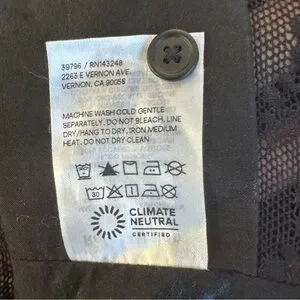 39796 / RN143248
2263 E VERNON AVE.
VERNON, CA 90058
MACHINE WASH COLD GENTLE
SEPARATELY. DO NOT BLEACH. LINE
DRY/HANG TO DRY. IRON MEDIUM
HEAT. DO NOT DRY CLEAN
30
CLIMATE
NEUTRAL
CERTIFIED